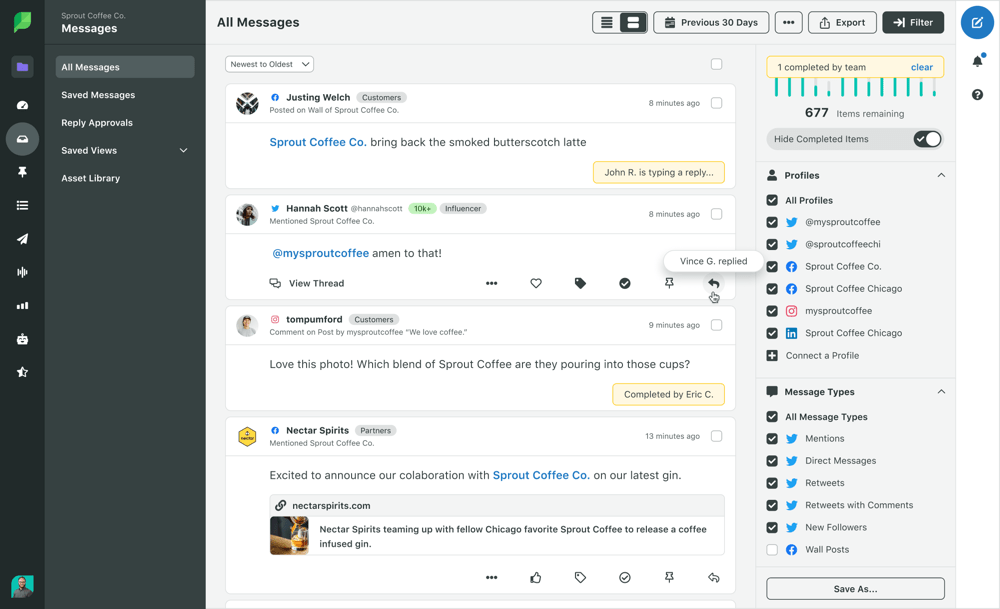 Sprout Coffee Co.
Messages
All Messages
Saved Messages
Reply Approvals
Saved Views
Asset Library
All Messages
Previous 30 Days
•••
Export
Filter
Newest to Oldest
Justing Welch Customers
Posted on Wall of Sprout Coffee Co.
8 minutes ago
Sprout Coffee Co. bring back the smoked butterscotch latte
John R. is typing a reply...
Hannah Scott @hannahscott 10k+ Influencer
Mentioned Sprout Coffee Co.
8 minutes ago
@mysproutcoffee amen to that!
Vince G. replied
View Thread
•••
tompumford Customers
Comment on Post by mysproutcoffee "We love coffee."
9 minutes ago
Love this photo! Which blend of Sprout Coffee are they pouring into those cups?
Completed by Eric C.
nectar
Nectar Spirits Partners
Mentioned Sprout Coffee Co.
13 minutes ago
Excited to announce our colaboration with Sprout Coffee Co. on our latest gin.
nectarspirits.com
Nectar Spirits teaming up with fellow Chicago favorite Sprout Coffee to release a coffee
infused gin.
•••
1 completed by team clear
677 Items remaining
Hide Completed Items
Profiles
All Profiles
@mysproutcoffee
@sproutcoffeechi
Sprout Coffee Co.
Sprout Coffee Chicago
mysproutcoffee
Sprout Coffee Chicago
Connect a Profile
Message Types
All Message Types
Mentions
Direct Messages
Retweets
Retweets with Comments
New Followers
Wall Posts
Save As...